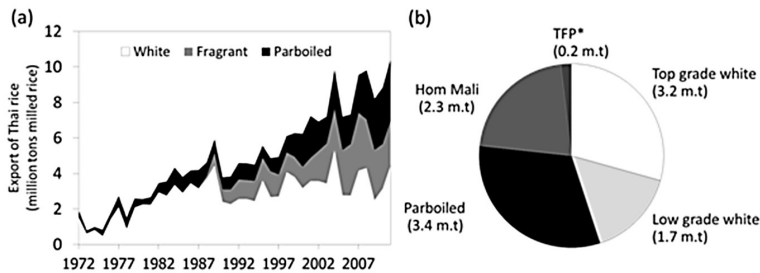 (a)
White Fragrant Parboiled
Export of Thai rice
(million tons milled rice)
12
10
8
6
4
2
0
1972 1977 1982 1987 1992 1997 2002 2007
(b)
TFP*
(0.2 m.t)
Top grade white
(3.2 m.t)
Hom Mali
(2.3 m.t)
Parboiled
(3.4 m.t)
Low grade white
(1.7 m.t)